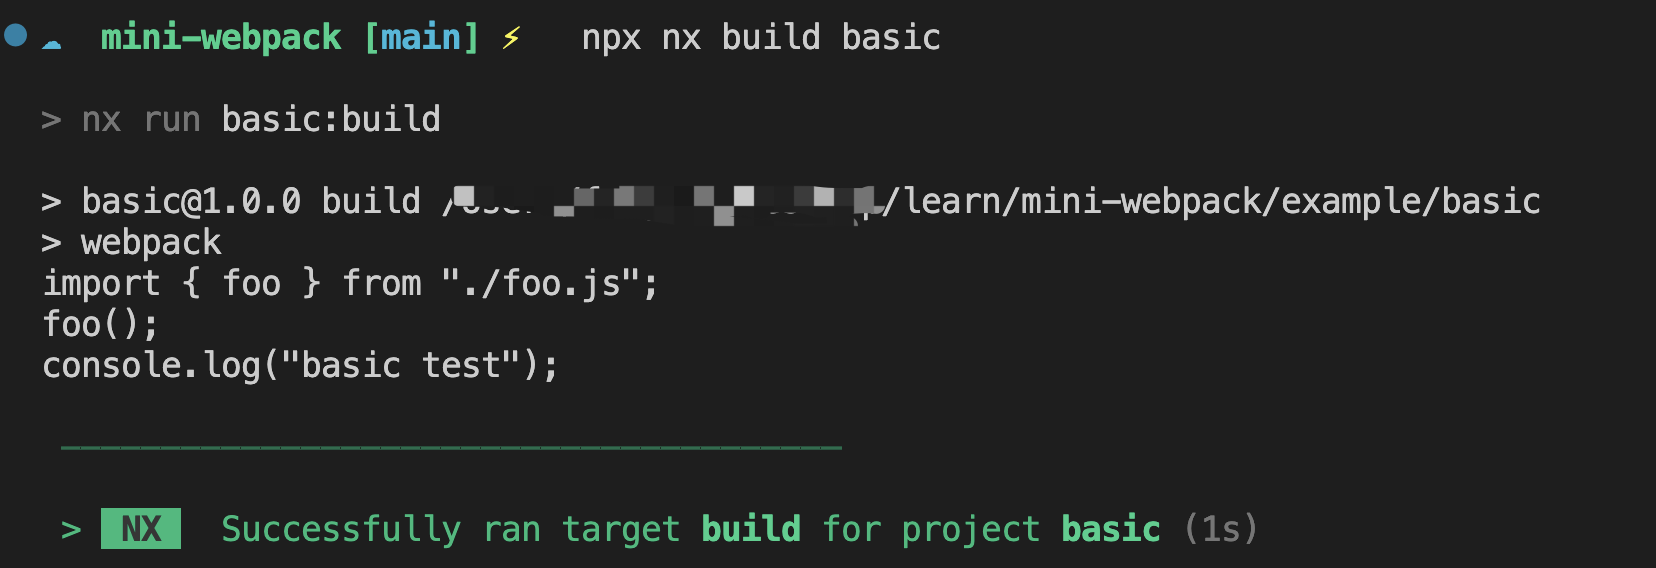 mini-webpack [main] ⚡ npx nx build basic
> nx run basic:build
> basic@1.0.0 build /learn/mini-webpack/example/basic
> webpack
import { foo } from "./foo.js";
foo();
console.log("basic test");
> NX Successfully ran target build for project basic (1s)